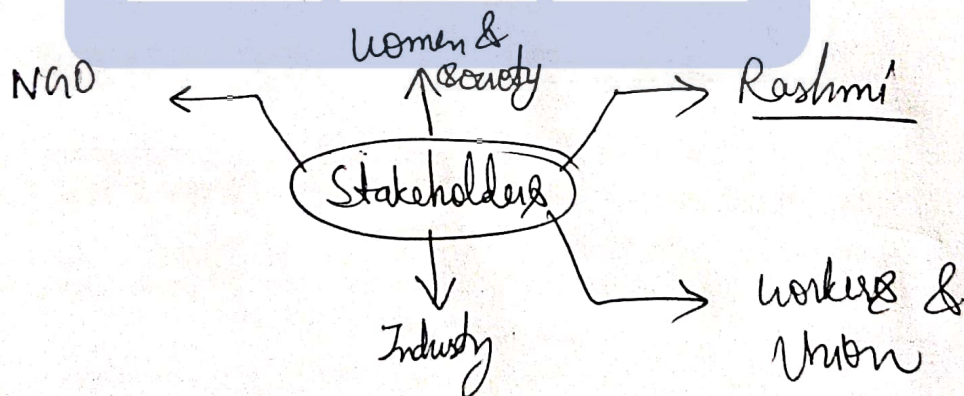 women &
society
NGO
Rashmi
Stakeholders
Industry
workers &
Union